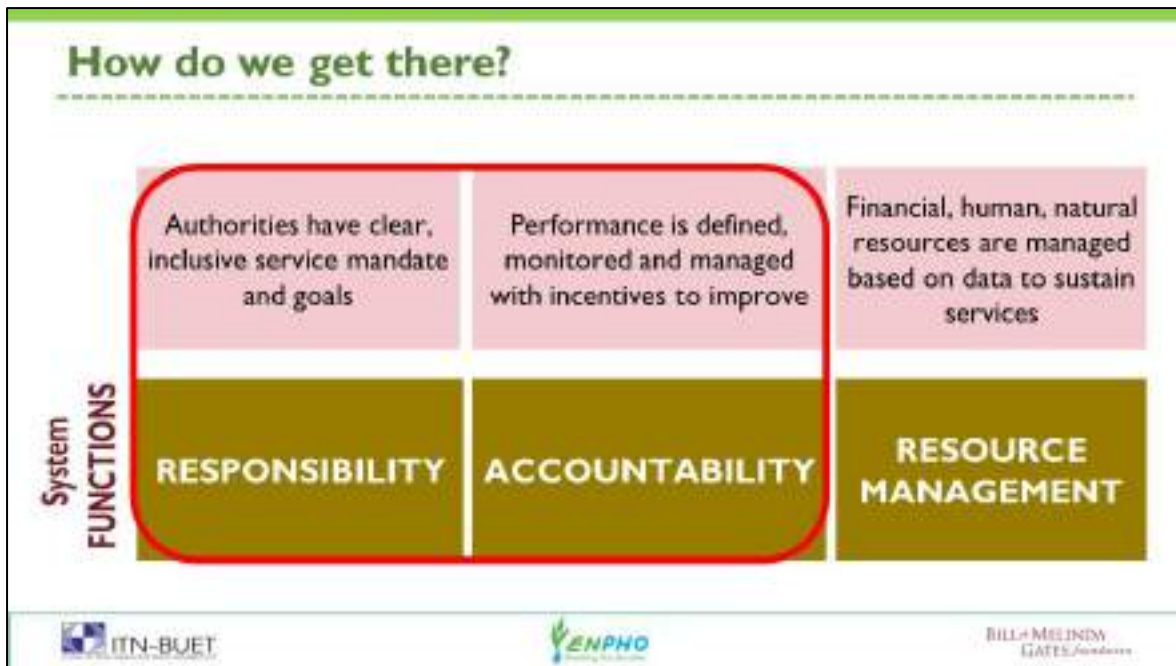 How do we get there?
Authorities have clear,
inclusive service mandate
and goals
Performance is defined,
monitored and managed
with incentives to improve
Financial, human, natural
resources are managed
based on data to sustain
services
System
FUNCTIONS
RESPONSIBILITY
ACCOUNTABILITY
RESOURCE
MANAGEMENT
ITN-BUET
ENPHO
BILL & MELINDA
GATES foundation